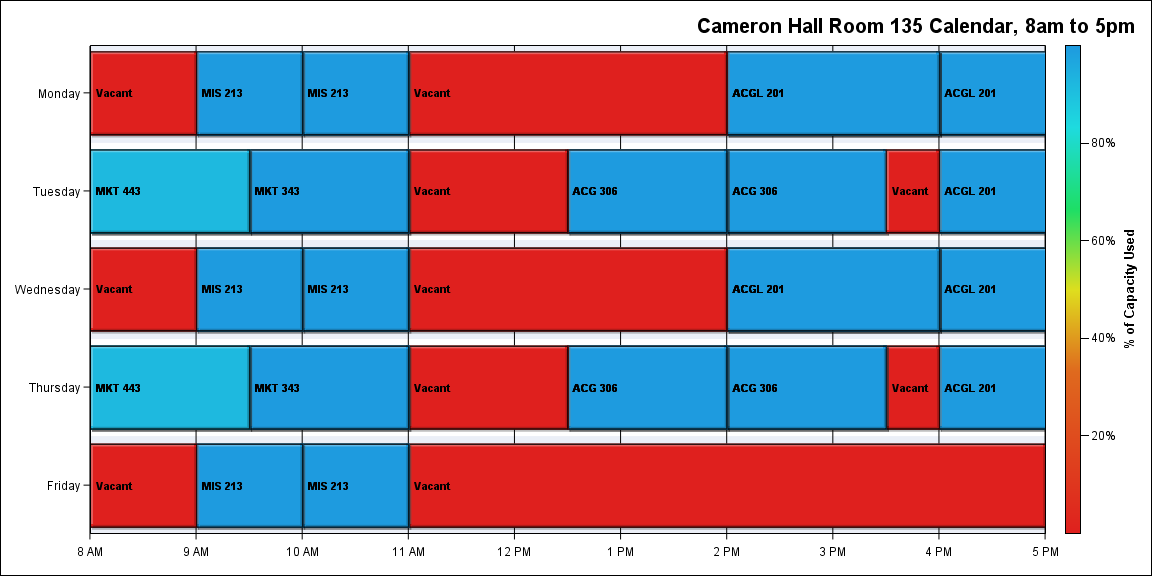 Cameron Hall Room 135 Calendar, 8am to 5pm
Monday
Vacant
MIS 213
MIS 213
Vacant
ACGL 201
ACGL 201
Tuesday
MKT 443
MKT 343
Vacant
ACG 306
ACG 306
Vacant
ACGL 201
Wednesday
Vacant
MIS 213
MIS 213
Vacant
ACGL 201
ACGL 201
Thursday
MKT 443
MKT 343
Vacant
ACG 306
ACG 306
Vacant
ACGL 201
Friday
Vacant
MIS 213
MIS 213
Vacant
8 AM
9 AM
10 AM
11 AM
12 PM
1 PM
2 PM
3 PM
4 PM
5 PM
80%
60%
40%
20%
% of Capacity Used